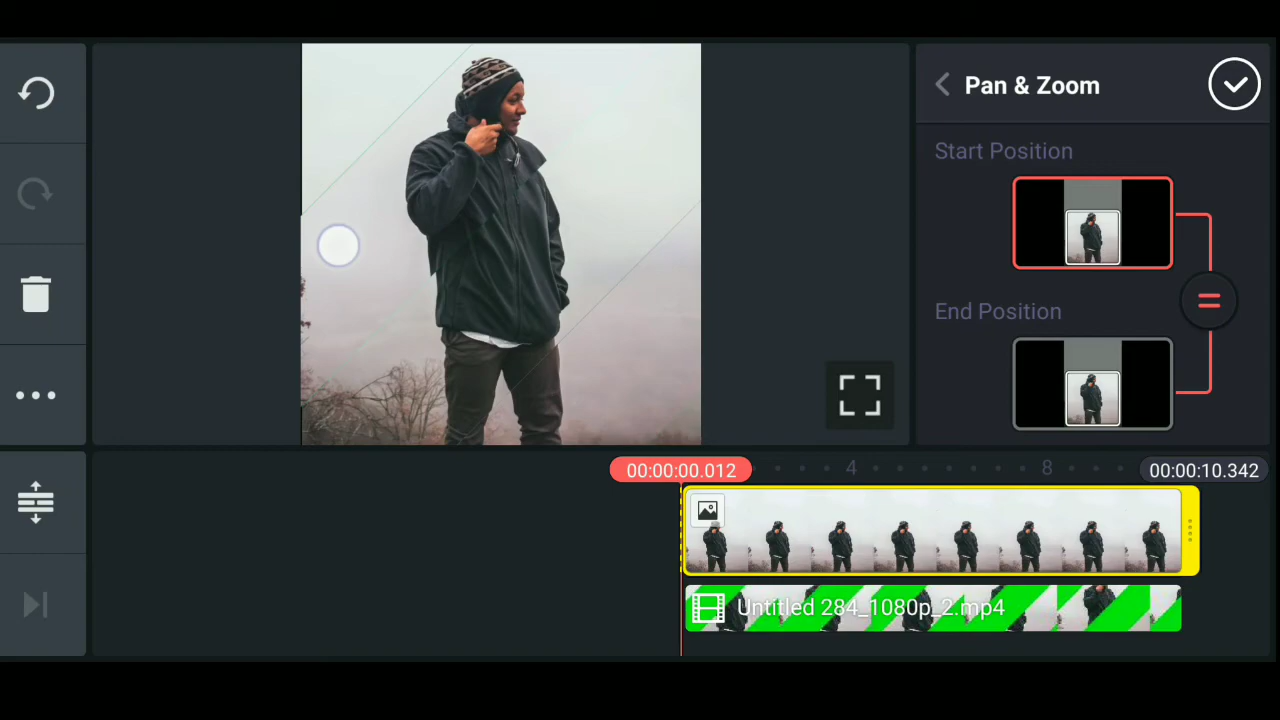 Pan & Zoom
Start Position
End Position
00:00:00.012
4
8
00:00:10.342
Untitled 284_1080p_2.mp4